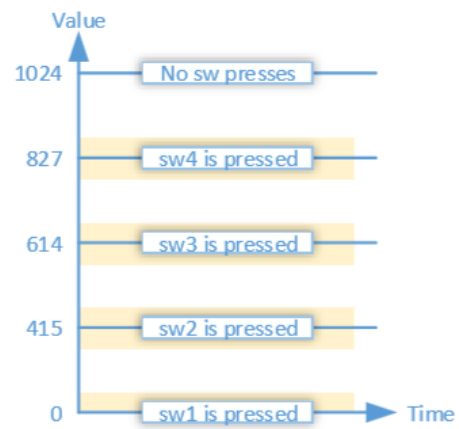 Value
1024 No sw presses
827 sw4 is pressed
614 sw3 is pressed
415 sw2 is pressed
0 sw1 is pressed Time